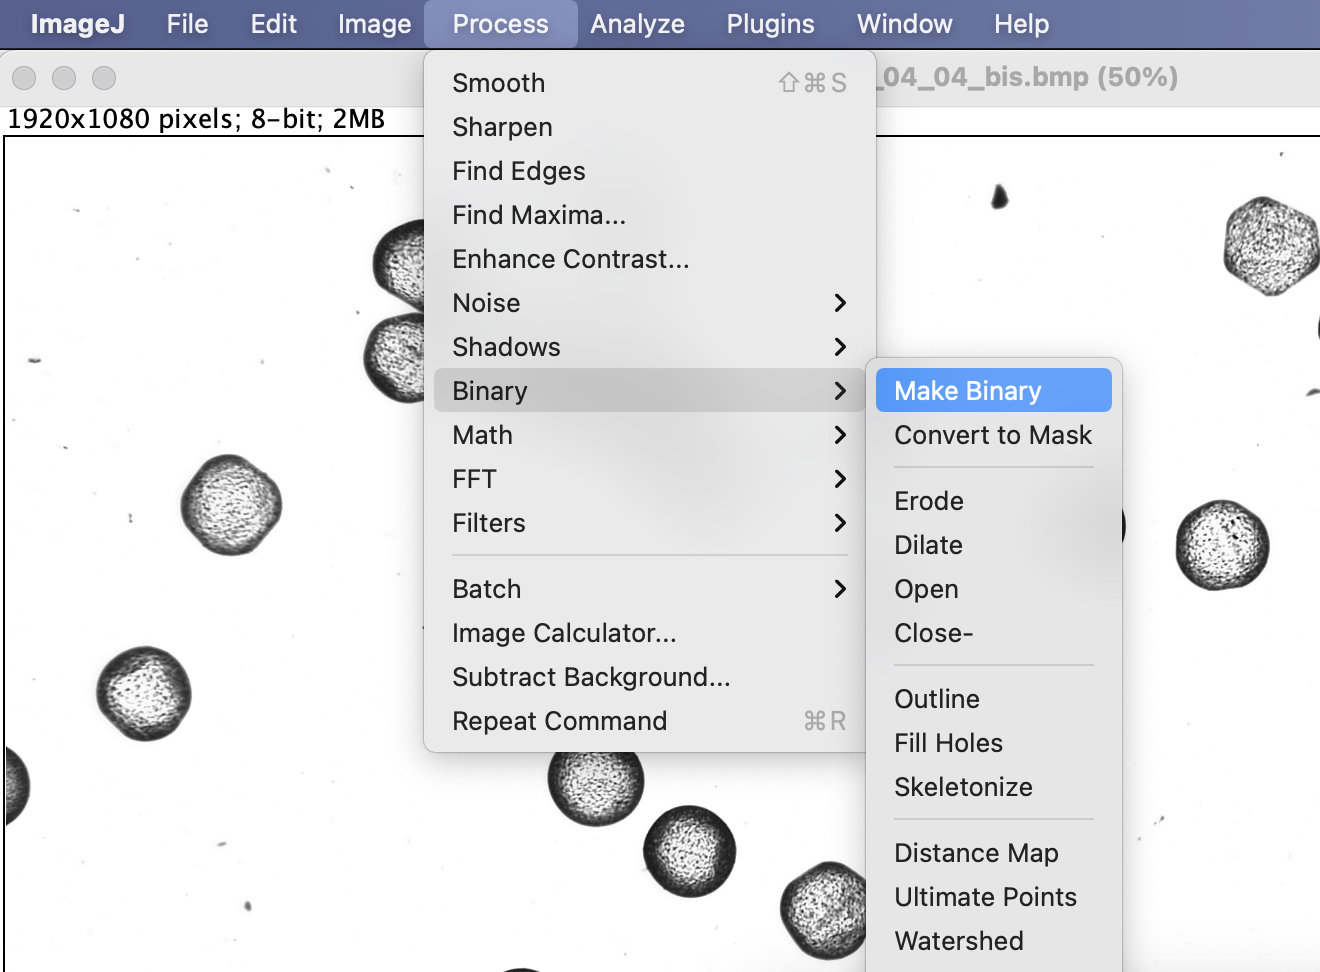 ImageJ File Edit Image Process Analyze Plugins Window Help
_04_04_bis.bmp (50%)
1920x1080 pixels; 8-bit; 2MB
Smooth ⇧⌘S
Sharpen
Find Edges
Find Maxima...
Enhance Contrast...
Noise
Shadows
Binary
Math
FFT
Filters
Batch
Image Calculator...
Subtract Background...
Repeat Command ⌘R
Make Binary
Convert to Mask
Erode
Dilate
Open
Close-
Outline
Fill Holes
Skeletonize
Distance Map
Ultimate Points
Watershed